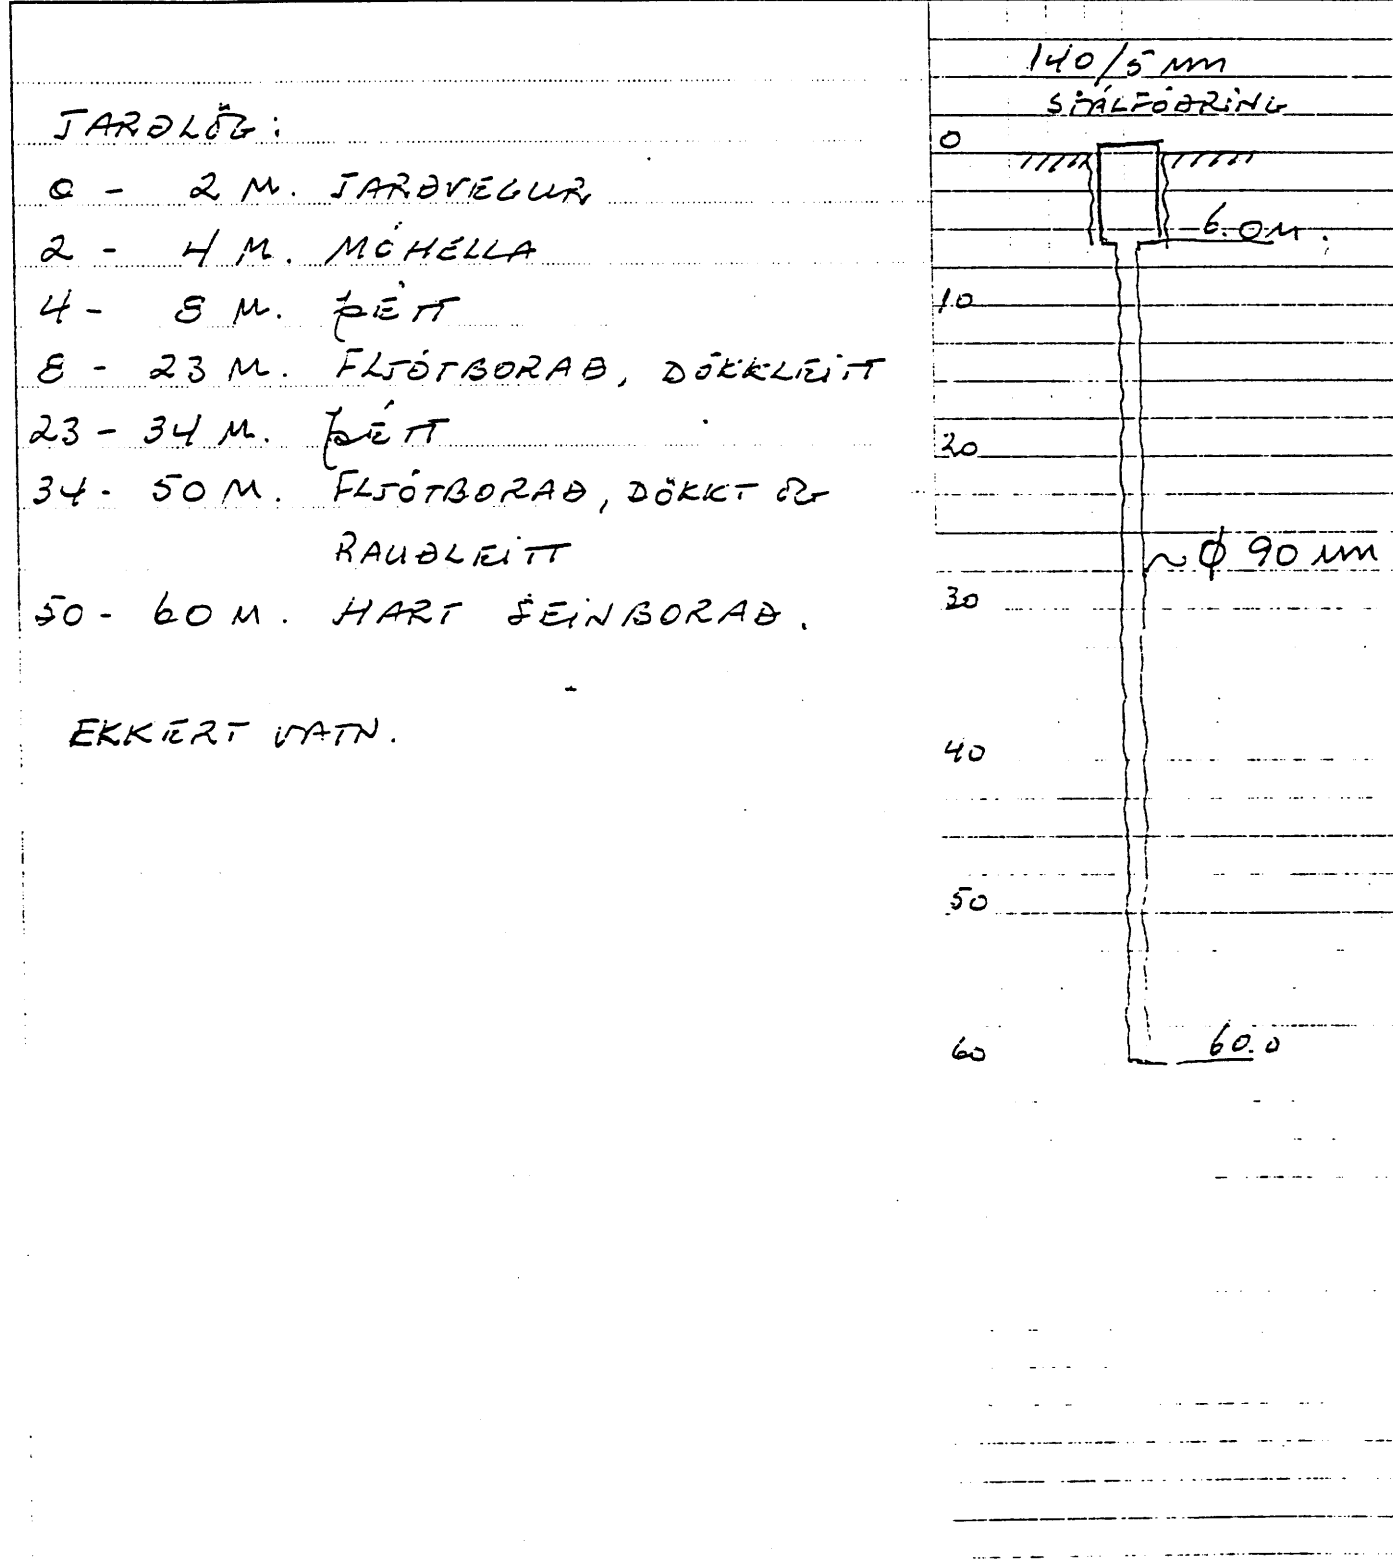 JARÐLÖG:
0 - 2 M. JARÐVEGUR
2 - 4 M. MÓHELLA
4 - 8 M. ÞÉTT
8 - 23 M. FLJÓTBORAÐ, DÖKKLEITT
23 - 34 M. ÞÉTT
34 - 50 M. FLJÓTBORAÐ, DÖKKT OG
RAUÐLEITT
50 - 60 M. HART SEINBORAÐ.
EKKERT VATN.
140/5 mm
STÁLFÓÐRING
0
6.0 M.
10
20
~ φ 90 mm
30
40
50
60
60.0